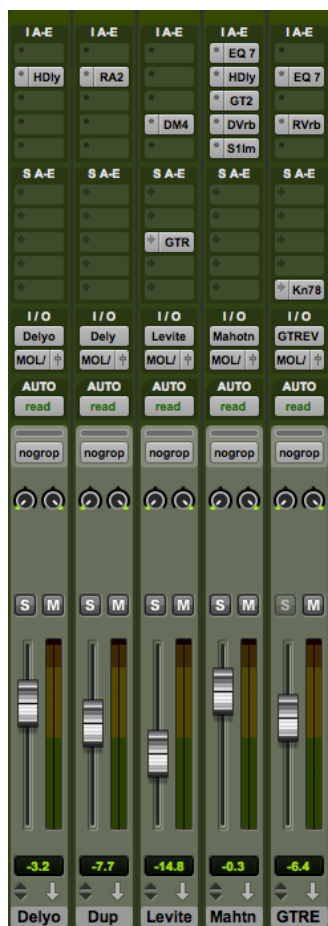 I A-E I A-E I A-E I A-E I A-E
EQ 7
HDly RA2 HDly EQ 7
GT2
DM4 DVrb RVrb
S1lm
S A-E S A-E S A-E S A-E S A-E
GTR
Kn78
I / O I / O I / O I / O I / O
Delyo Dely Levite Mahotn GTREV
MOL/ MOL/ MOL/ MOL/ MOL/
AUTO AUTO AUTO AUTO AUTO
read read read read read
nogrop nogrop nogrop nogrop nogrop
S M S M S M S M S M
-3.2 -7.7 -14.8 -0.3 -6.4
Delyo Dup Levite Mahtn GTRE